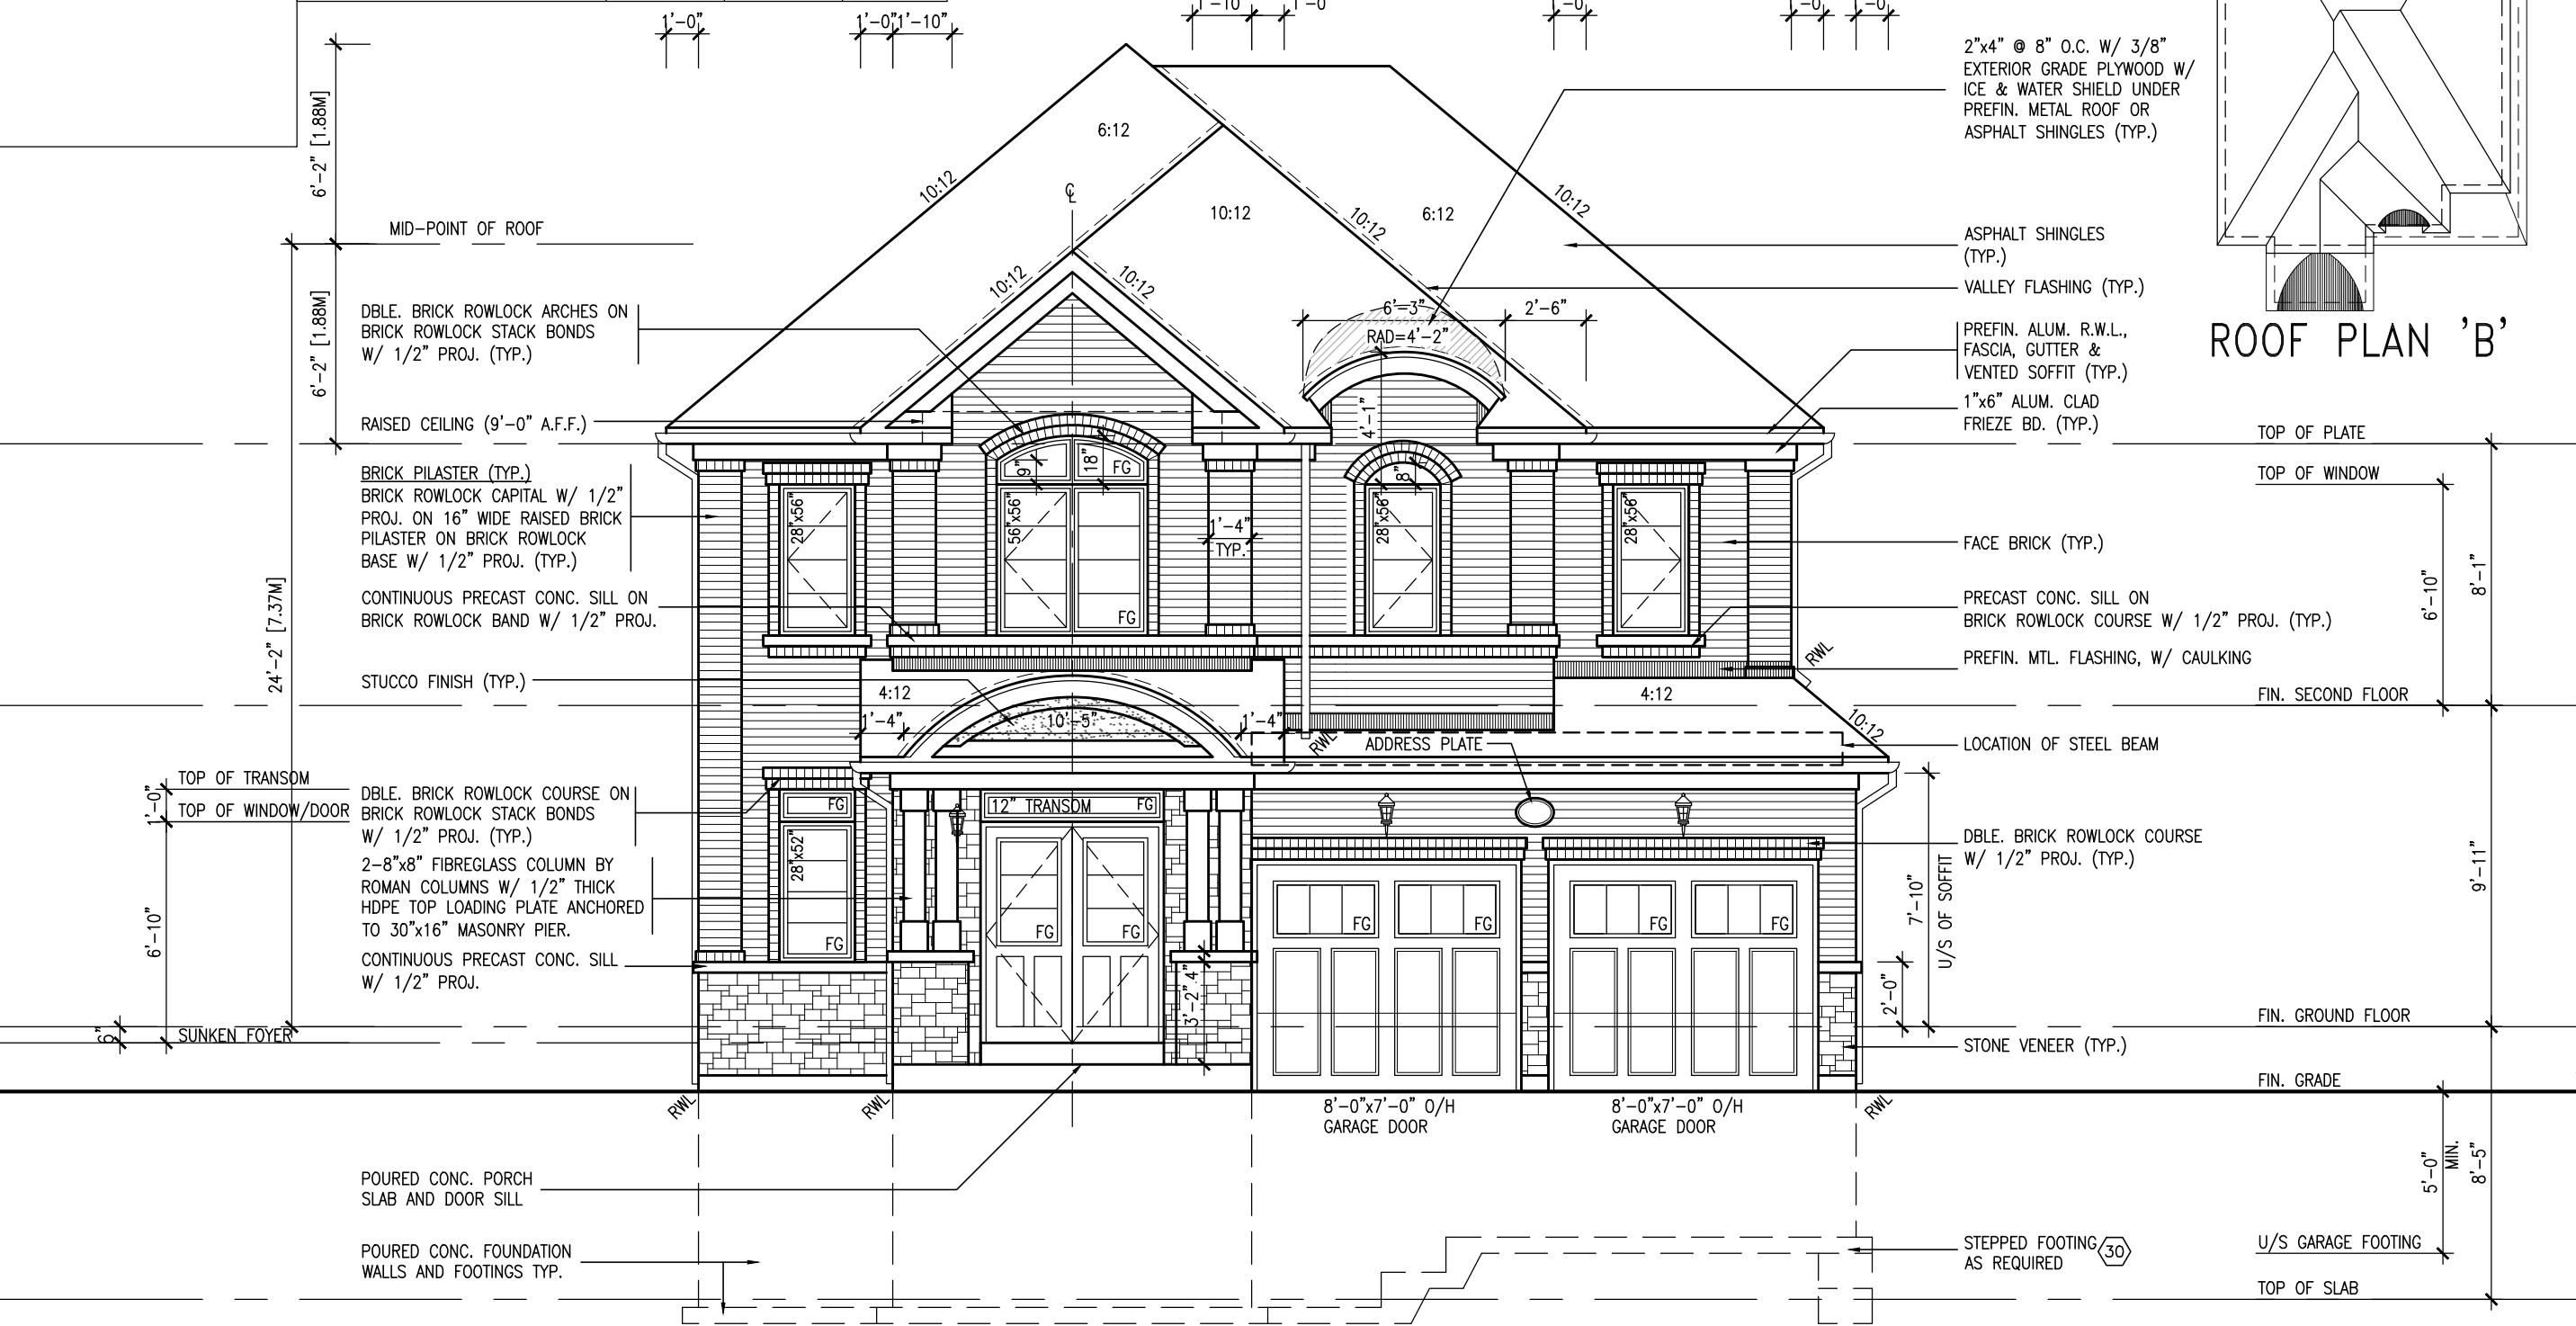 1'-0"
1'-0"
1'-10"
1'-10
1'-0
1'-0
1'-0
1'-0
6'-2" [1.88M]
6'-2" [1.88M]
24'-2" [7.37M]
MID-POINT OF ROOF
DBLE. BRICK ROWLOCK ARCHES ON
BRICK ROWLOCK STACK BONDS
W/ 1/2" PROJ. (TYP.)
RAISED CEILING (9'-0" A.F.F.)
BRICK PILASTER (TYP.)
BRICK ROWLOCK CAPITAL W/ 1/2"
PROJ. ON 16" WIDE RAISED BRICK
PILASTER ON BRICK ROWLOCK
BASE W/ 1/2" PROJ. (TYP.)
CONTINUOUS PRECAST CONC. SILL ON
BRICK ROWLOCK BAND W/ 1/2" PROJ.
STUCCO FINISH (TYP.)
TOP OF TRANSOM
TOP OF WINDOW/DOOR
1'-0"
6'-10"
6"
SUNKEN FOYER
DBLE. BRICK ROWLOCK COURSE ON
BRICK ROWLOCK STACK BONDS
W/ 1/2" PROJ. (TYP.)
2-8"x8" FIBREGLASS COLUMN BY
ROMAN COLUMNS W/ 1/2" THICK
HDPE TOP LOADING PLATE ANCHORED
TO 30"x16" MASONRY PIER.
CONTINUOUS PRECAST CONC. SILL
W/ 1/2" PROJ.
POURED CONC. PORCH
SLAB AND DOOR SILL
POURED CONC. FOUNDATION
WALLS AND FOOTINGS TYP.
6:12
10:12
℄
10:12
10:12
6:12
10:12
10:12
10:12
6'-3"
2'-6"
RAD=4'-2"
4'-1"
9"
18"
FG
8"
28"x56"
56"x56"
1'-4"
TYP.
28"x56"
28"x56"
FG
RWL
4:12
4:12
1'-4"
10'-5"
1'-4"
RWL
10:12
ADDRESS PLATE
FG
12" TRANSOM
FG
28"x52"
FG
FG
FG
FG
FG
FG
FG
3'-2"
4"
7'-10"
U/S OF SOFFIT
2'-0"
RWL
RWL
RWL
8'-0"x7'-0" O/H
GARAGE DOOR
8'-0"x7'-0" O/H
GARAGE DOOR
2"x4" @ 8" O.C. W/ 3/8"
EXTERIOR GRADE PLYWOOD W/
ICE & WATER SHIELD UNDER
PREFIN. METAL ROOF OR
ASPHALT SHINGLES (TYP.)
ASPHALT SHINGLES
(TYP.)
VALLEY FLASHING (TYP.)
PREFIN. ALUM. R.W.L.,
FASCIA, GUTTER &
VENTED SOFFIT (TYP.)
1"x6" ALUM. CLAD
FRIEZE BD. (TYP.)
FACE BRICK (TYP.)
PRECAST CONC. SILL ON
BRICK ROWLOCK COURSE W/ 1/2" PROJ. (TYP.)
PREFIN. MTL. FLASHING, W/ CAULKING
LOCATION OF STEEL BEAM
DBLE. BRICK ROWLOCK COURSE
W/ 1/2" PROJ. (TYP.)
STONE VENEER (TYP.)
STEPPED FOOTING
AS REQUIRED
30
ROOF PLAN 'B'
TOP OF PLATE
TOP OF WINDOW
6'-10"
8'-1"
FIN. SECOND FLOOR
9'-11"
FIN. GROUND FLOOR
FIN. GRADE
5'-0"
MIN.
8'-5"
U/S GARAGE FOOTING
TOP OF SLAB